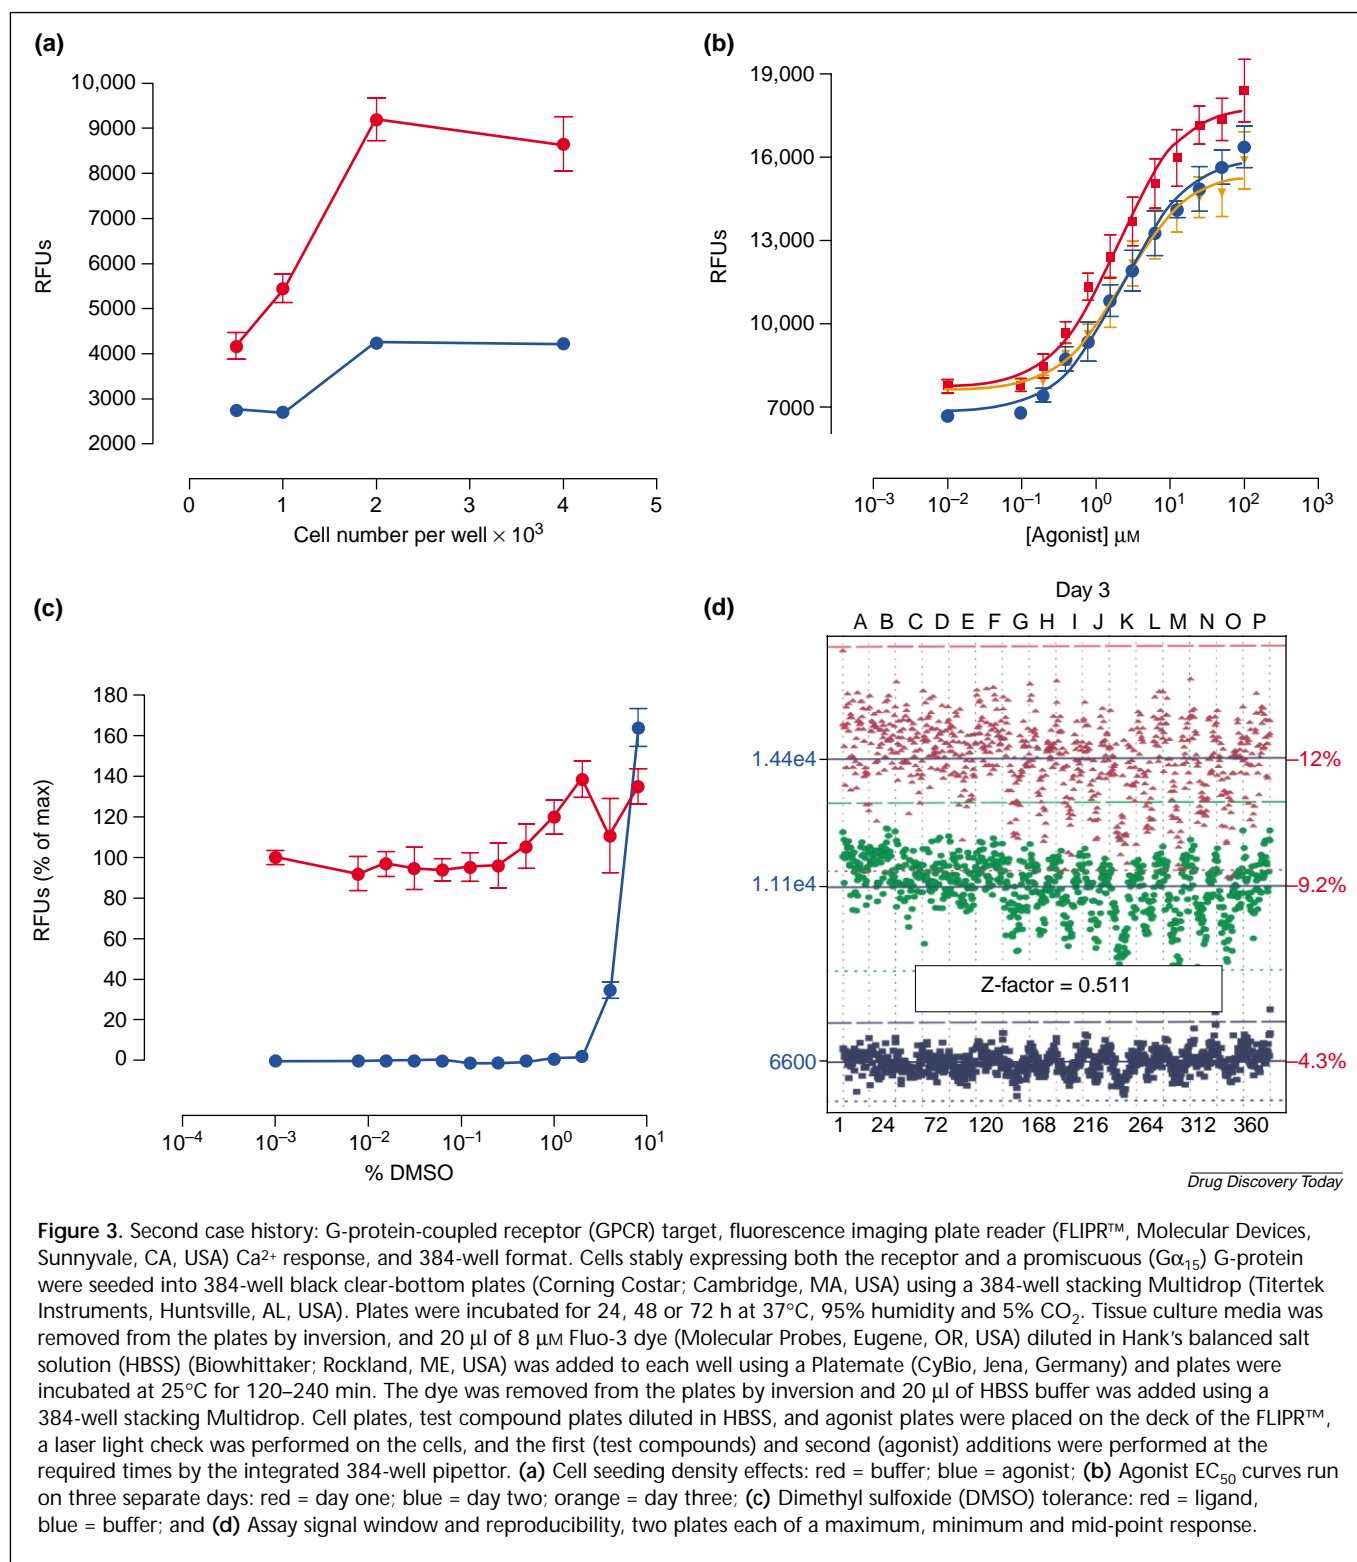 (a)
10,000
9000
8000
7000
6000
5000
4000
3000
2000
RFUs
0 1 2 3 4 5
Cell number per well × 10³
(b)
19,000
16,000
13,000
10,000
7000
RFUs
10⁻³ 10⁻² 10⁻¹ 10⁰ 10¹ 10² 10³
[Agonist] μM
(c)
180
160
140
120
100
80
60
40
20
0
RFUs (% of max)
10⁻⁴ 10⁻³ 10⁻² 10⁻¹ 10⁰ 10¹
% DMSO
(d)
Day 3
A B C D E F G H I J K L M N O P
1.44e4
12%
1.11e4
9.2%
Z-factor = 0.511
6600
4.3%
1 24 72 120 168 216 264 312 360
Drug Discovery Today
Figure 3. Second case history: G-protein-coupled receptor (GPCR) target, fluorescence imaging plate reader (FLIPR™, Molecular Devices,
Sunnyvale, CA, USA) Ca²⁺ response, and 384-well format. Cells stably expressing both the receptor and a promiscuous (Gα₁₅) G-protein
were seeded into 384-well black clear-bottom plates (Corning Costar; Cambridge, MA, USA) using a 384-well stacking Multidrop (Titertek
Instruments, Huntsville, AL, USA). Plates were incubated for 24, 48 or 72 h at 37°C, 95% humidity and 5% CO₂. Tissue culture media was
removed from the plates by inversion, and 20 μl of 8 μM Fluo-3 dye (Molecular Probes, Eugene, OR, USA) diluted in Hank's balanced salt
solution (HBSS) (Biowhittaker; Rockland, ME, USA) was added to each well using a Platemate (CyBio, Jena, Germany) and plates were
incubated at 25°C for 120–240 min. The dye was removed from the plates by inversion and 20 μl of HBSS buffer was added using a
384-well stacking Multidrop. Cell plates, test compound plates diluted in HBSS, and agonist plates were placed on the deck of the FLIPR™,
a laser light check was performed on the cells, and the first (test compounds) and second (agonist) additions were performed at the
required times by the integrated 384-well pipettor. (a) Cell seeding density effects: red = buffer; blue = agonist; (b) Agonist EC₅₀ curves run
on three separate days: red = day one; blue = day two; orange = day three; (c) Dimethyl sulfoxide (DMSO) tolerance: red = ligand,
blue = buffer; and (d) Assay signal window and reproducibility, two plates each of a maximum, minimum and mid-point response.